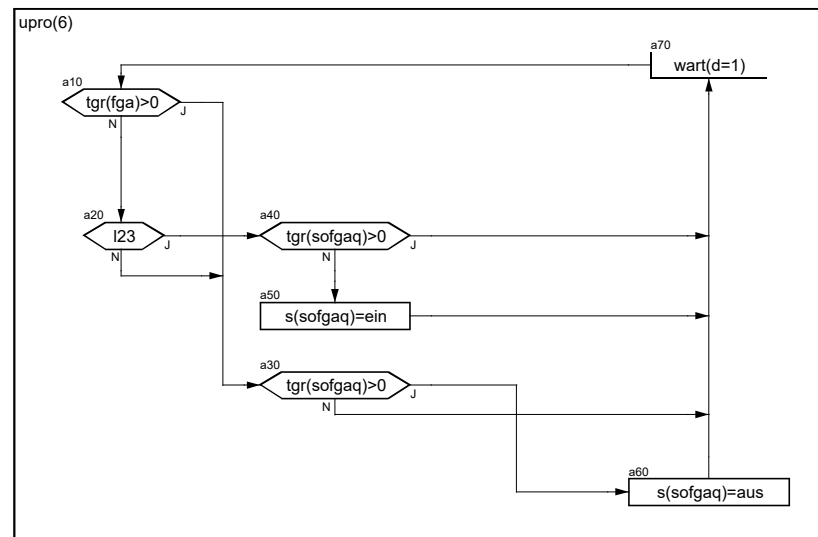 upro(6)
a70
wart(d=1)
a10
tgr(fga)>0
J
N
a20
l23
J
N
a40
tgr(sofgaq)>0
J
N
a50
s(sofgaq)=ein
a30
tgr(sofgaq)>0
J
N
a60
s(sofgaq)=aus